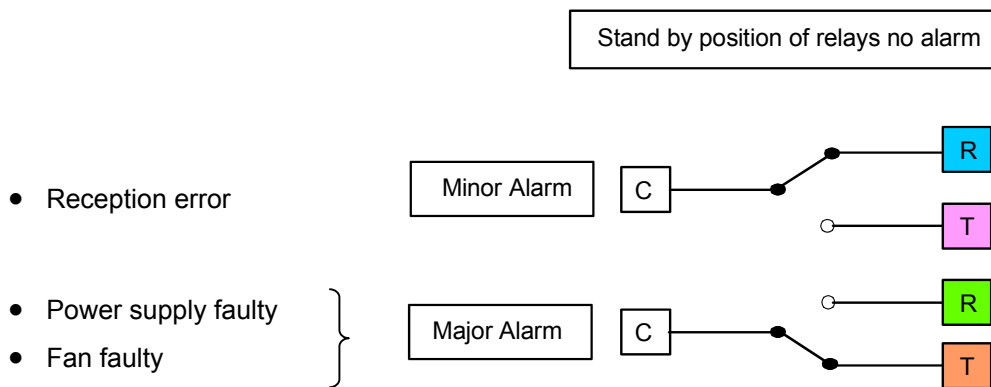 Stand by position of relays no alarm
R
• Reception error
Minor Alarm
C
T
• Power supply faulty
R
Major Alarm
C
• Fan faulty
T